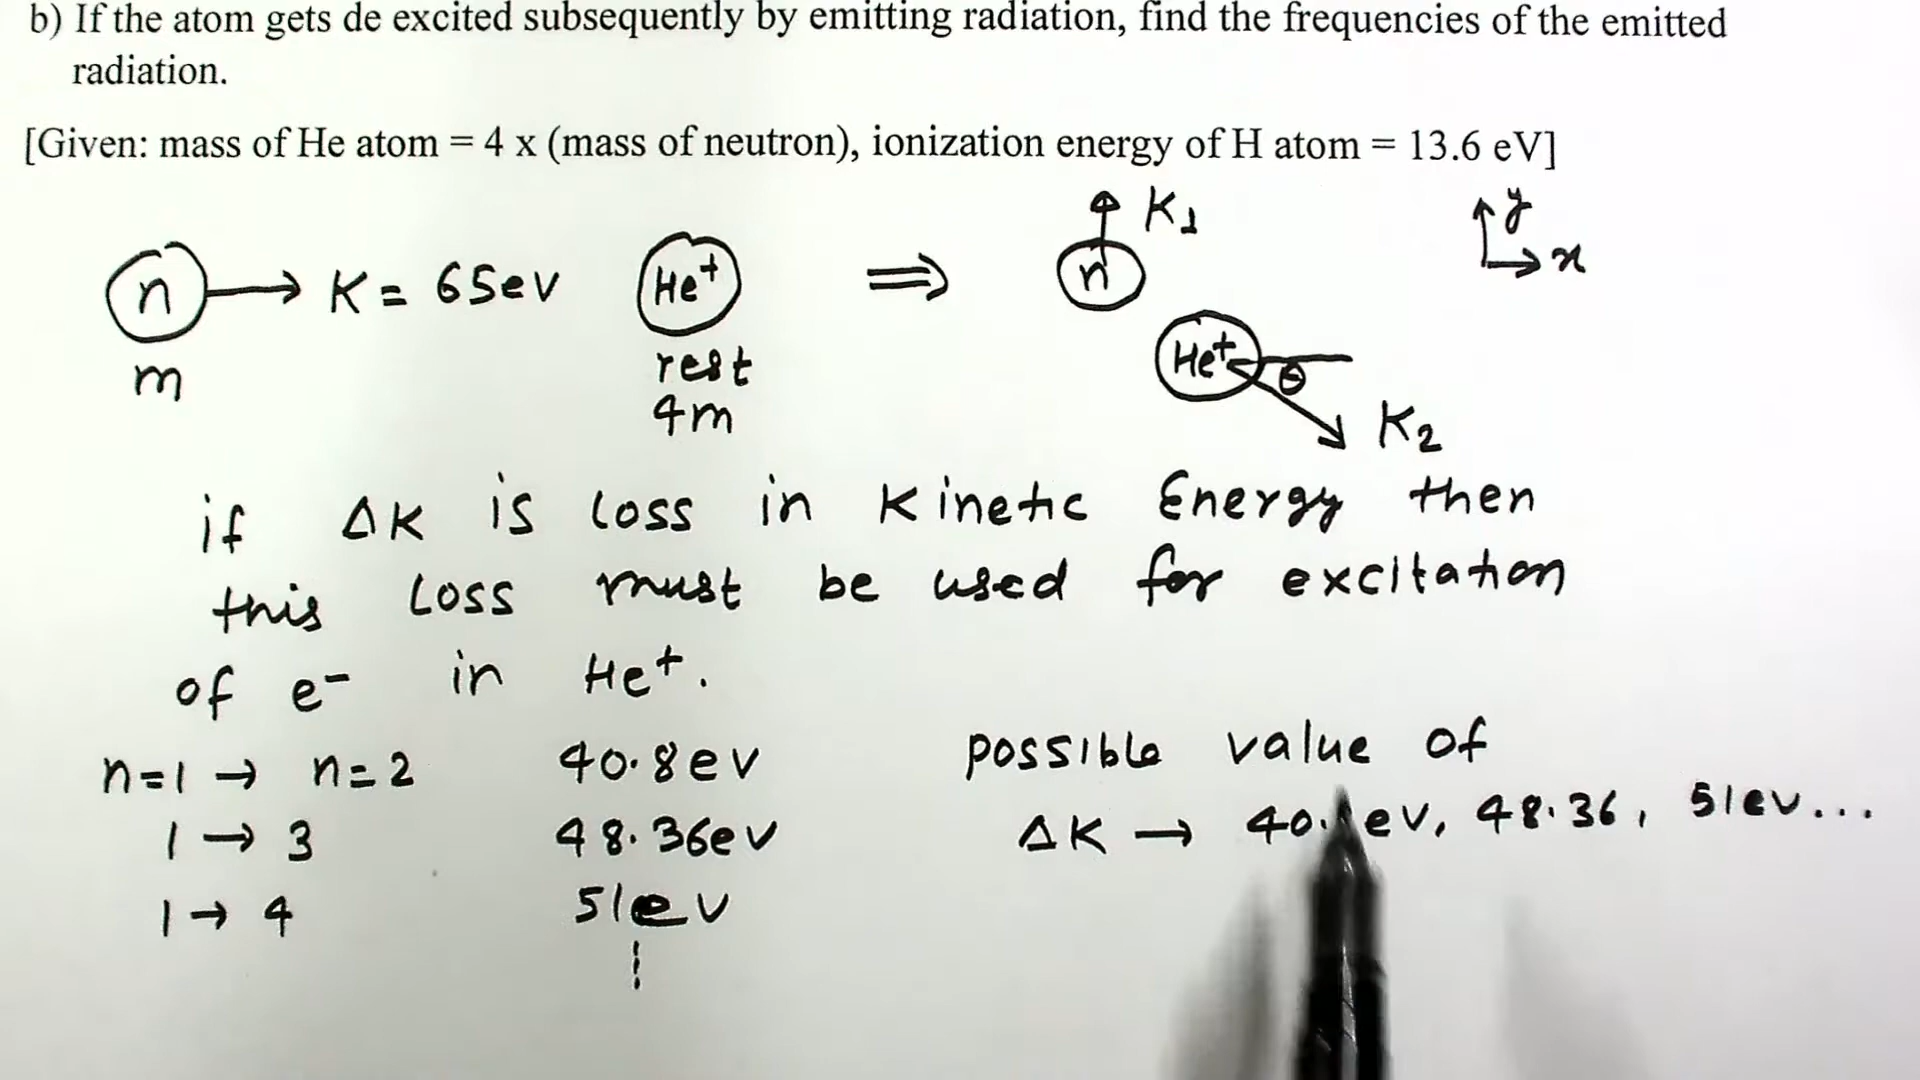 b) If the atom gets de excited subsequently by emitting radiation, find the frequencies of the emitted
radiation.
[Given: mass of He atom = 4 x (mass of neutron), ionization energy of H atom = 13.6 eV]
n → K = 65ev He+ ⇒ n K1 y x
m rest
4m
He+ θ K2
if ΔK is loss in Kinetic Energy then
this Loss must be used for excitation
of e- in He+.
n=1 → n=2 40.8ev possible value of
1 → 3 48.36ev ΔK → ev, 48.36, 51ev...
1 → 4 51ev